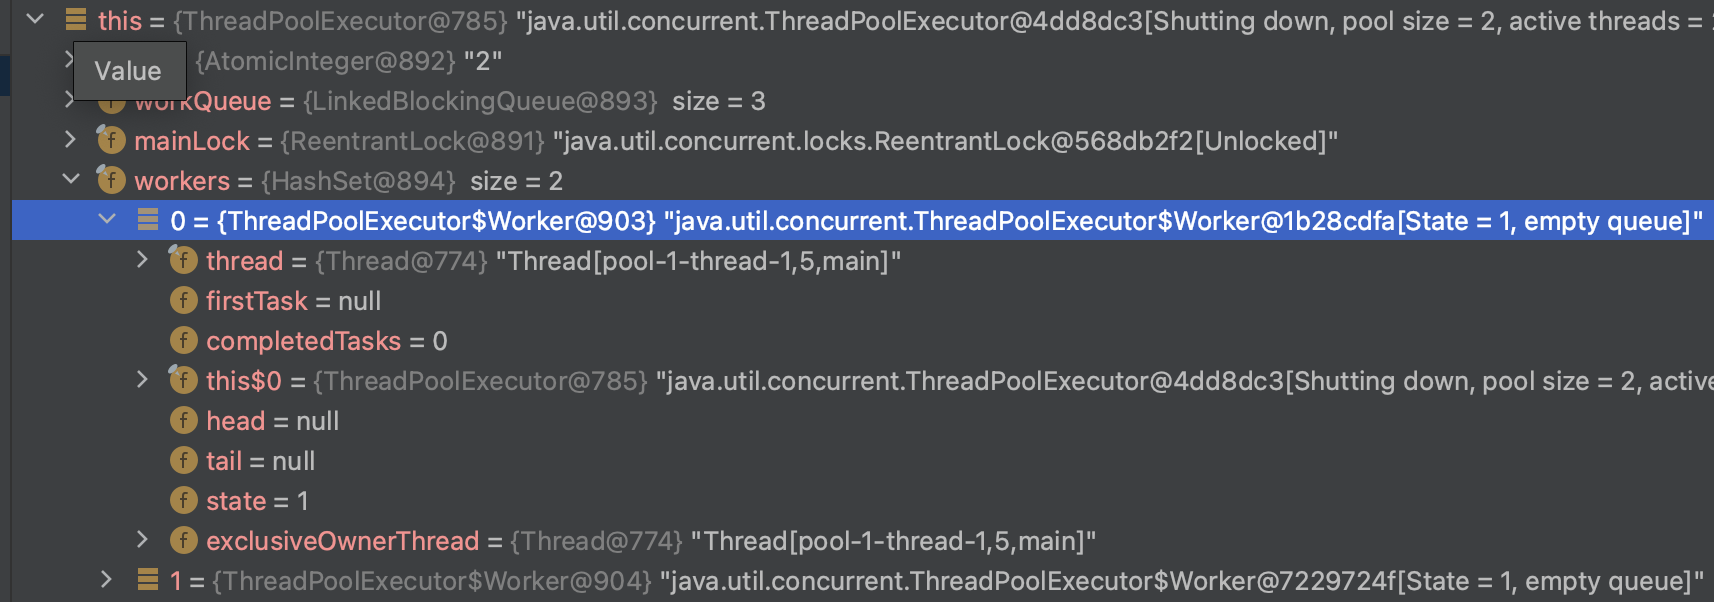 this = {ThreadPoolExecutor@785} "java.util.concurrent.ThreadPoolExecutor@4dd8dc3[Shutting down, pool size = 2, active threads =
Value {AtomicInteger@892} "2"
workQueue = {LinkedBlockingQueue@893} size = 3
mainLock = {ReentrantLock@891} "java.util.concurrent.locks.ReentrantLock@568db2f2[Unlocked]"
workers = {HashSet@894} size = 2
0 = {ThreadPoolExecutor$Worker@903} "java.util.concurrent.ThreadPoolExecutor$Worker@1b28cdfa[State = 1, empty queue]"
thread = {Thread@774} "Thread[pool-1-thread-1,5,main]"
firstTask = null
completedTasks = 0
this$0 = {ThreadPoolExecutor@785} "java.util.concurrent.ThreadPoolExecutor@4dd8dc3[Shutting down, pool size = 2, active
head = null
tail = null
state = 1
exclusiveOwnerThread = {Thread@774} "Thread[pool-1-thread-1,5,main]"
1 = {ThreadPoolExecutor$Worker@904} "java.util.concurrent.ThreadPoolExecutor$Worker@7229724f[State = 1, empty queue]"